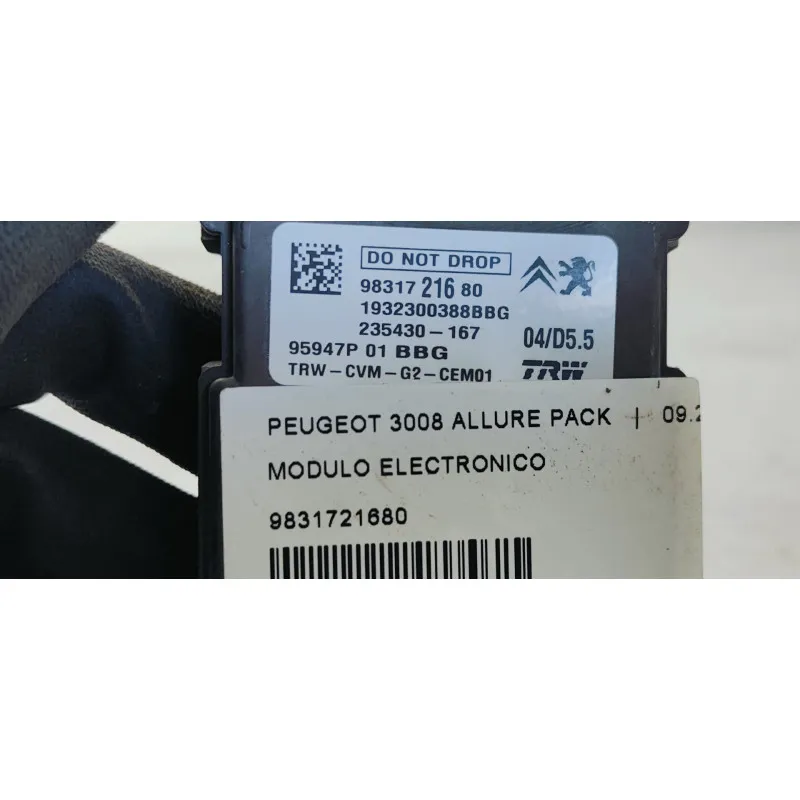 DO NOT DROP
98317 216 80
1932300388BBG
235430-167
04/D5.5
95947P 01 BBG
TRW-CVM-G2-CEM01
TRW
PEUGEOT 3008 ALLURE PACK | 09.2
MODULO ELECTRONICO
9831721680